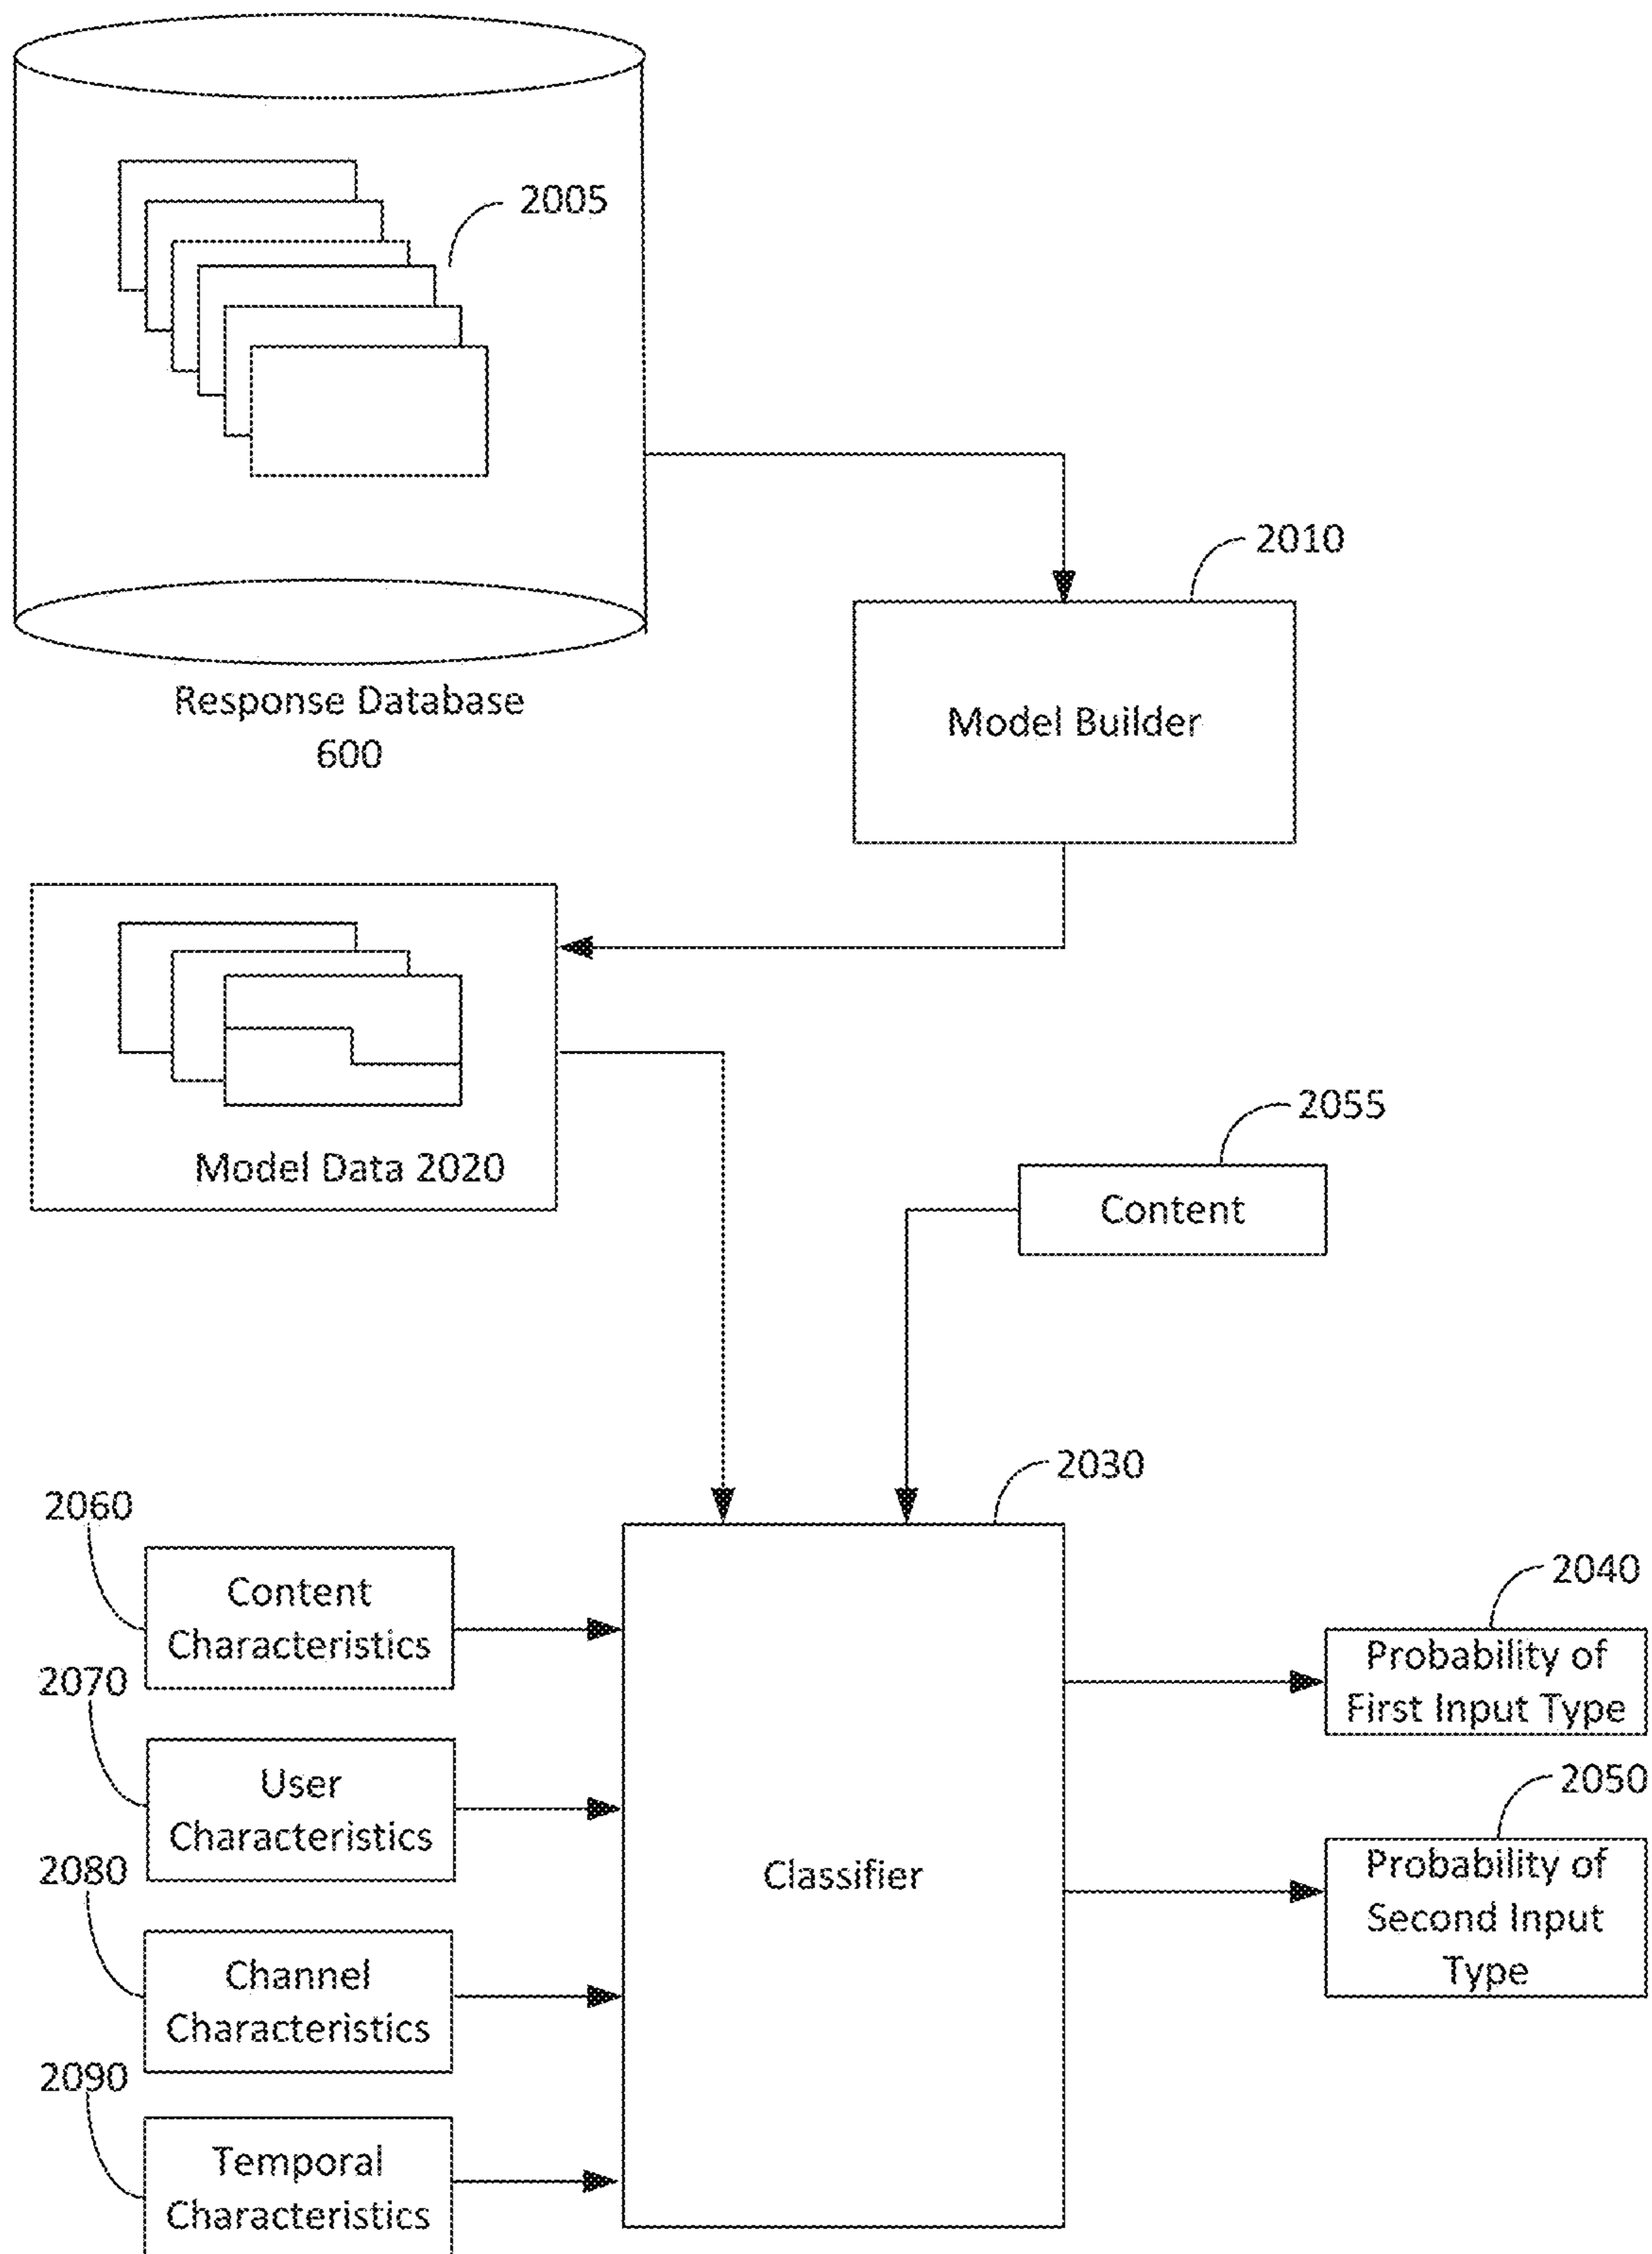 2005
Response Database
600
2010
Model Builder
Model Data 2020
2055
Content
2030
2060
Content
Characteristics
2070
User
Characteristics
2080
Channel
Characteristics
2090
Temporal
Characteristics
Classifier
2040
Probability of
First Input Type
2050
Probability of
Second Input
Type